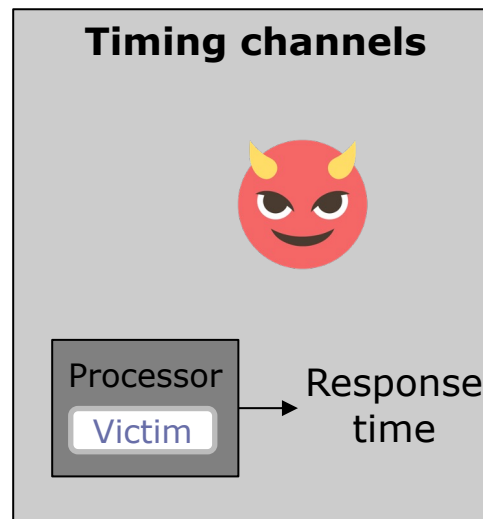 Timing channels
Processor
Victim
Response
time